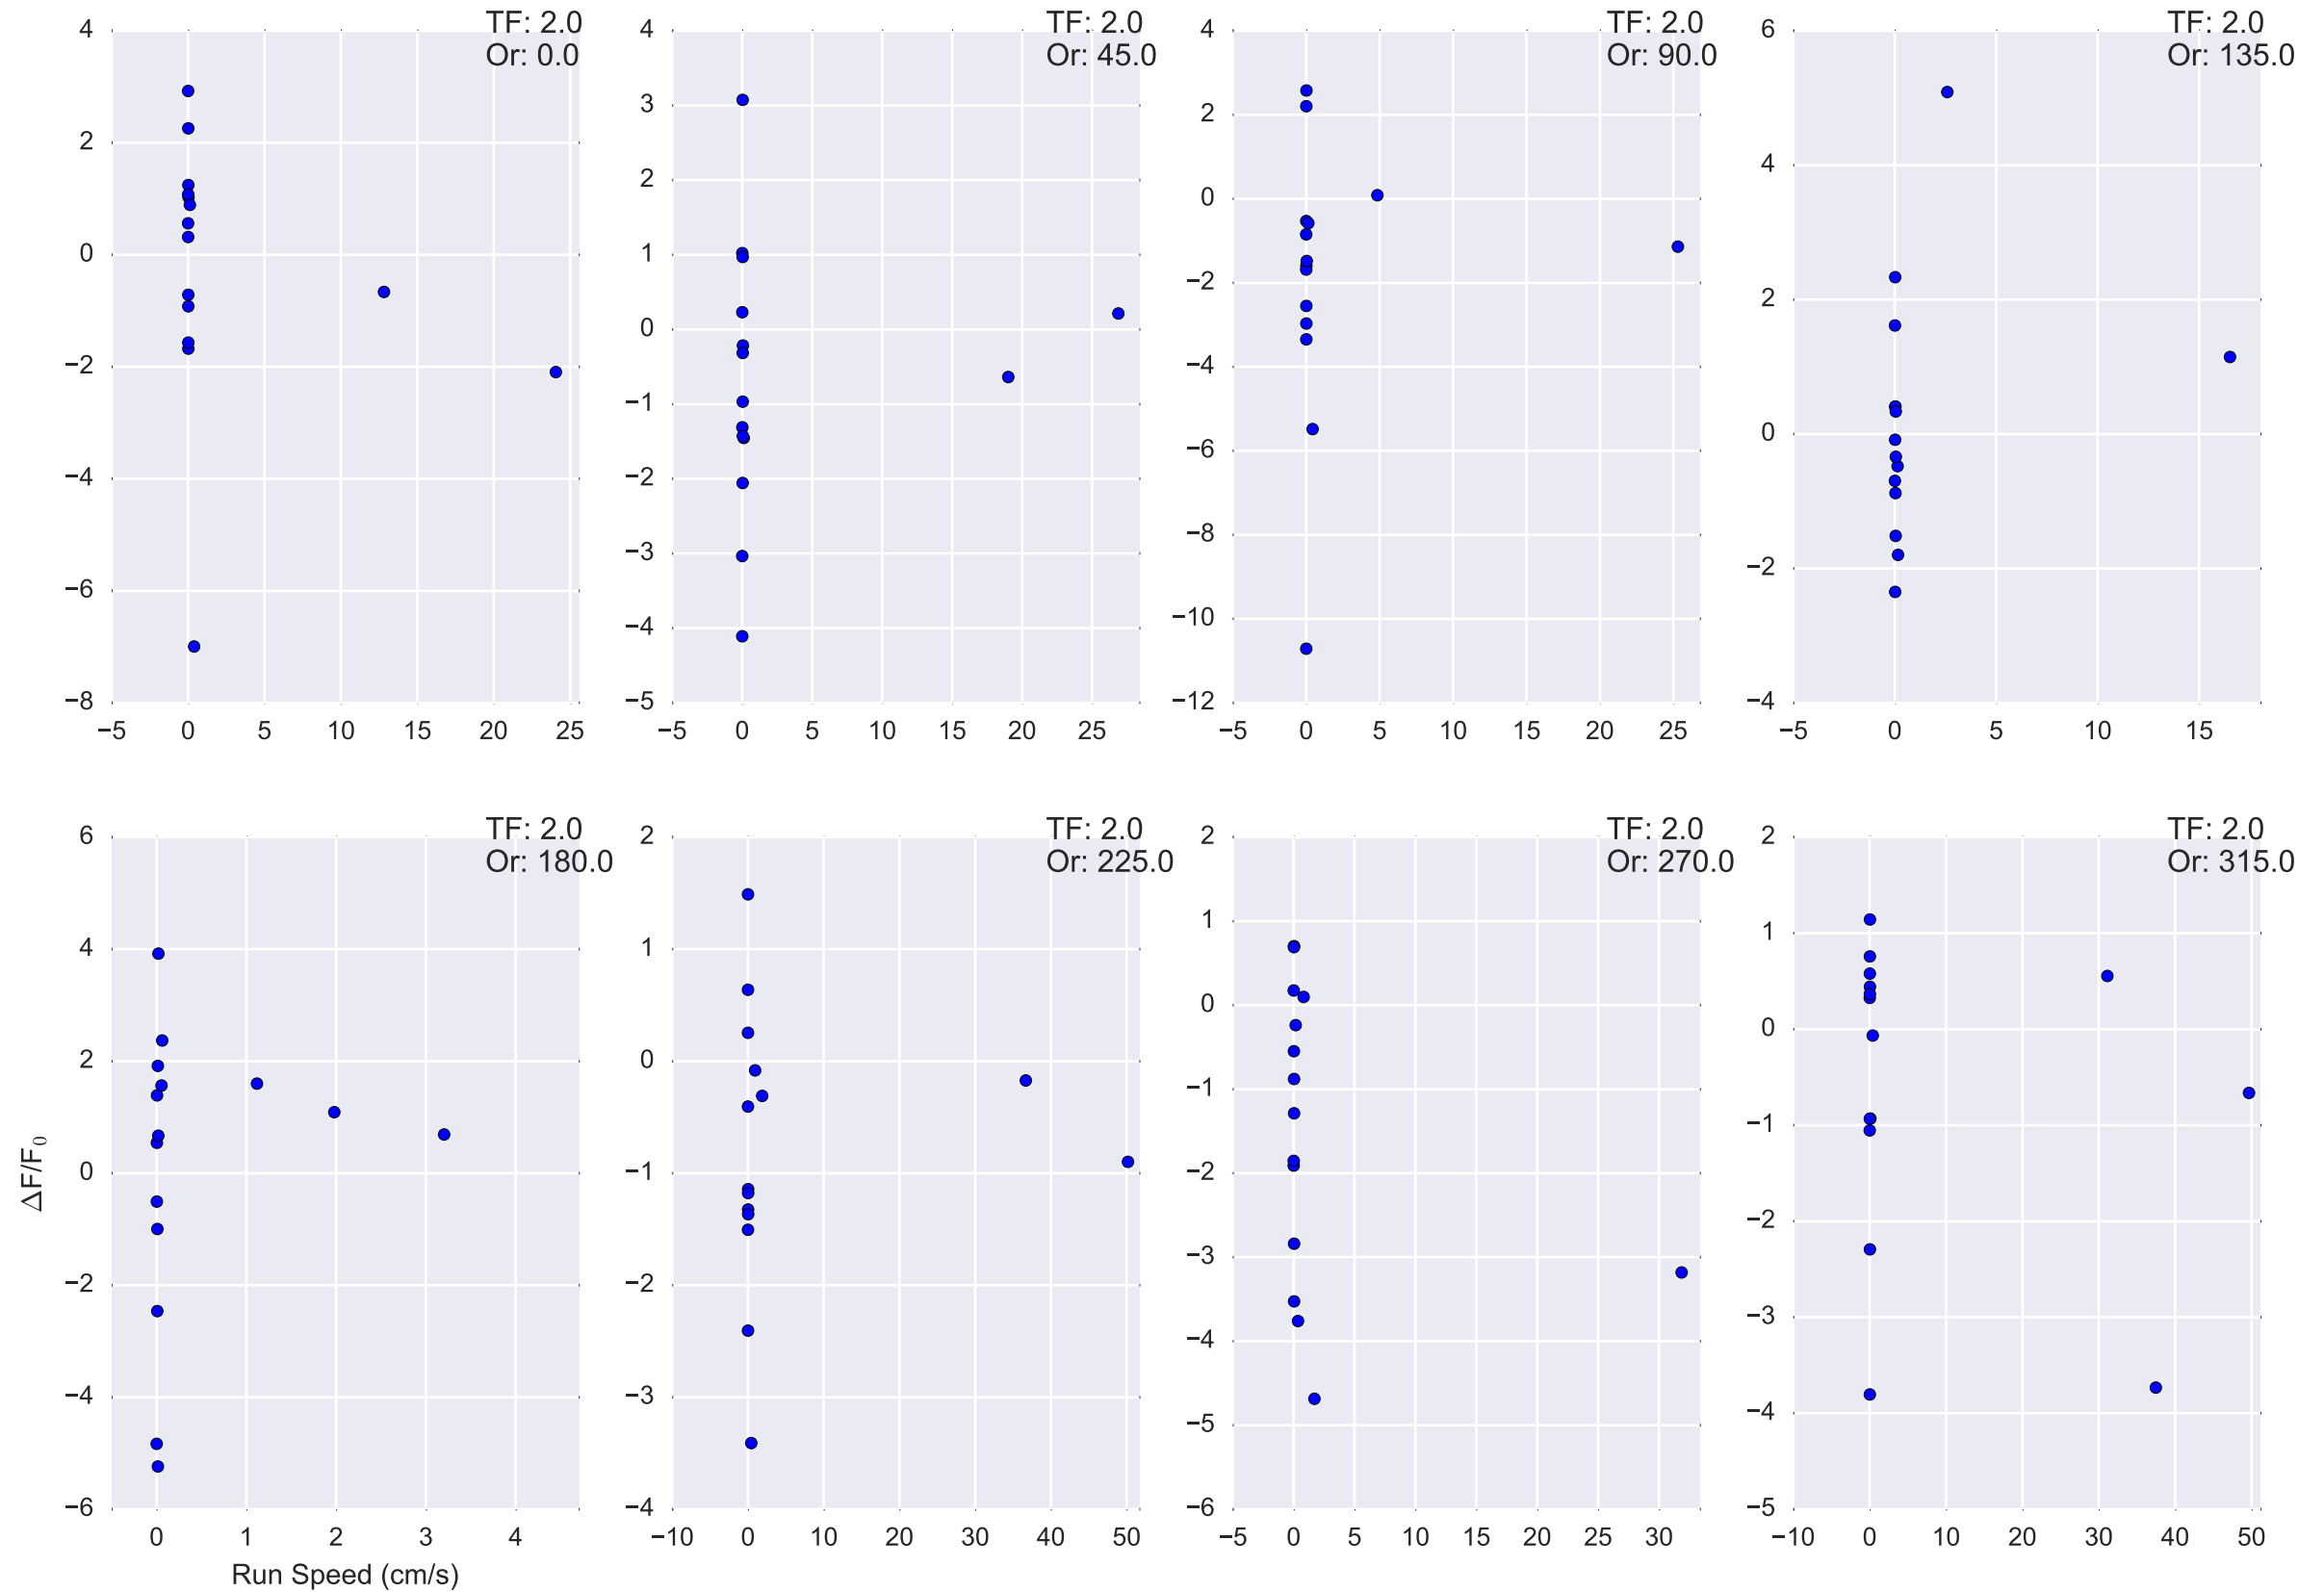 TF: 2.0
Or: 0.0
4
2
0
−2
−4
−6
−8
−5 0 5 10 15 20 25
TF: 2.0
Or: 45.0
4
3
2
1
0
−1
−2
−3
−4
−5
−5 0 5 10 15 20 25
TF: 2.0
Or: 90.0
4
2
0
−2
−4
−6
−8
−10
−12
−5 0 5 10 15 20 25
TF: 2.0
Or: 135.0
6
4
2
0
−2
−4
−5 0 5 10 15
TF: 2.0
Or: 180.0
6
4
2
0
−2
−4
−6
0 1 2 3 4
Run Speed (cm/s)
ΔF/F₀
TF: 2.0
Or: 225.0
2
1
0
−1
−2
−3
−4
−10 0 10 20 30 40 50
TF: 2.0
Or: 270.0
2
1
0
−1
−2
−3
−4
−5
−6
−5 0 5 10 15 20 25 30
TF: 2.0
Or: 315.0
2
1
0
−1
−2
−3
−4
−5
−10 0 10 20 30 40 50